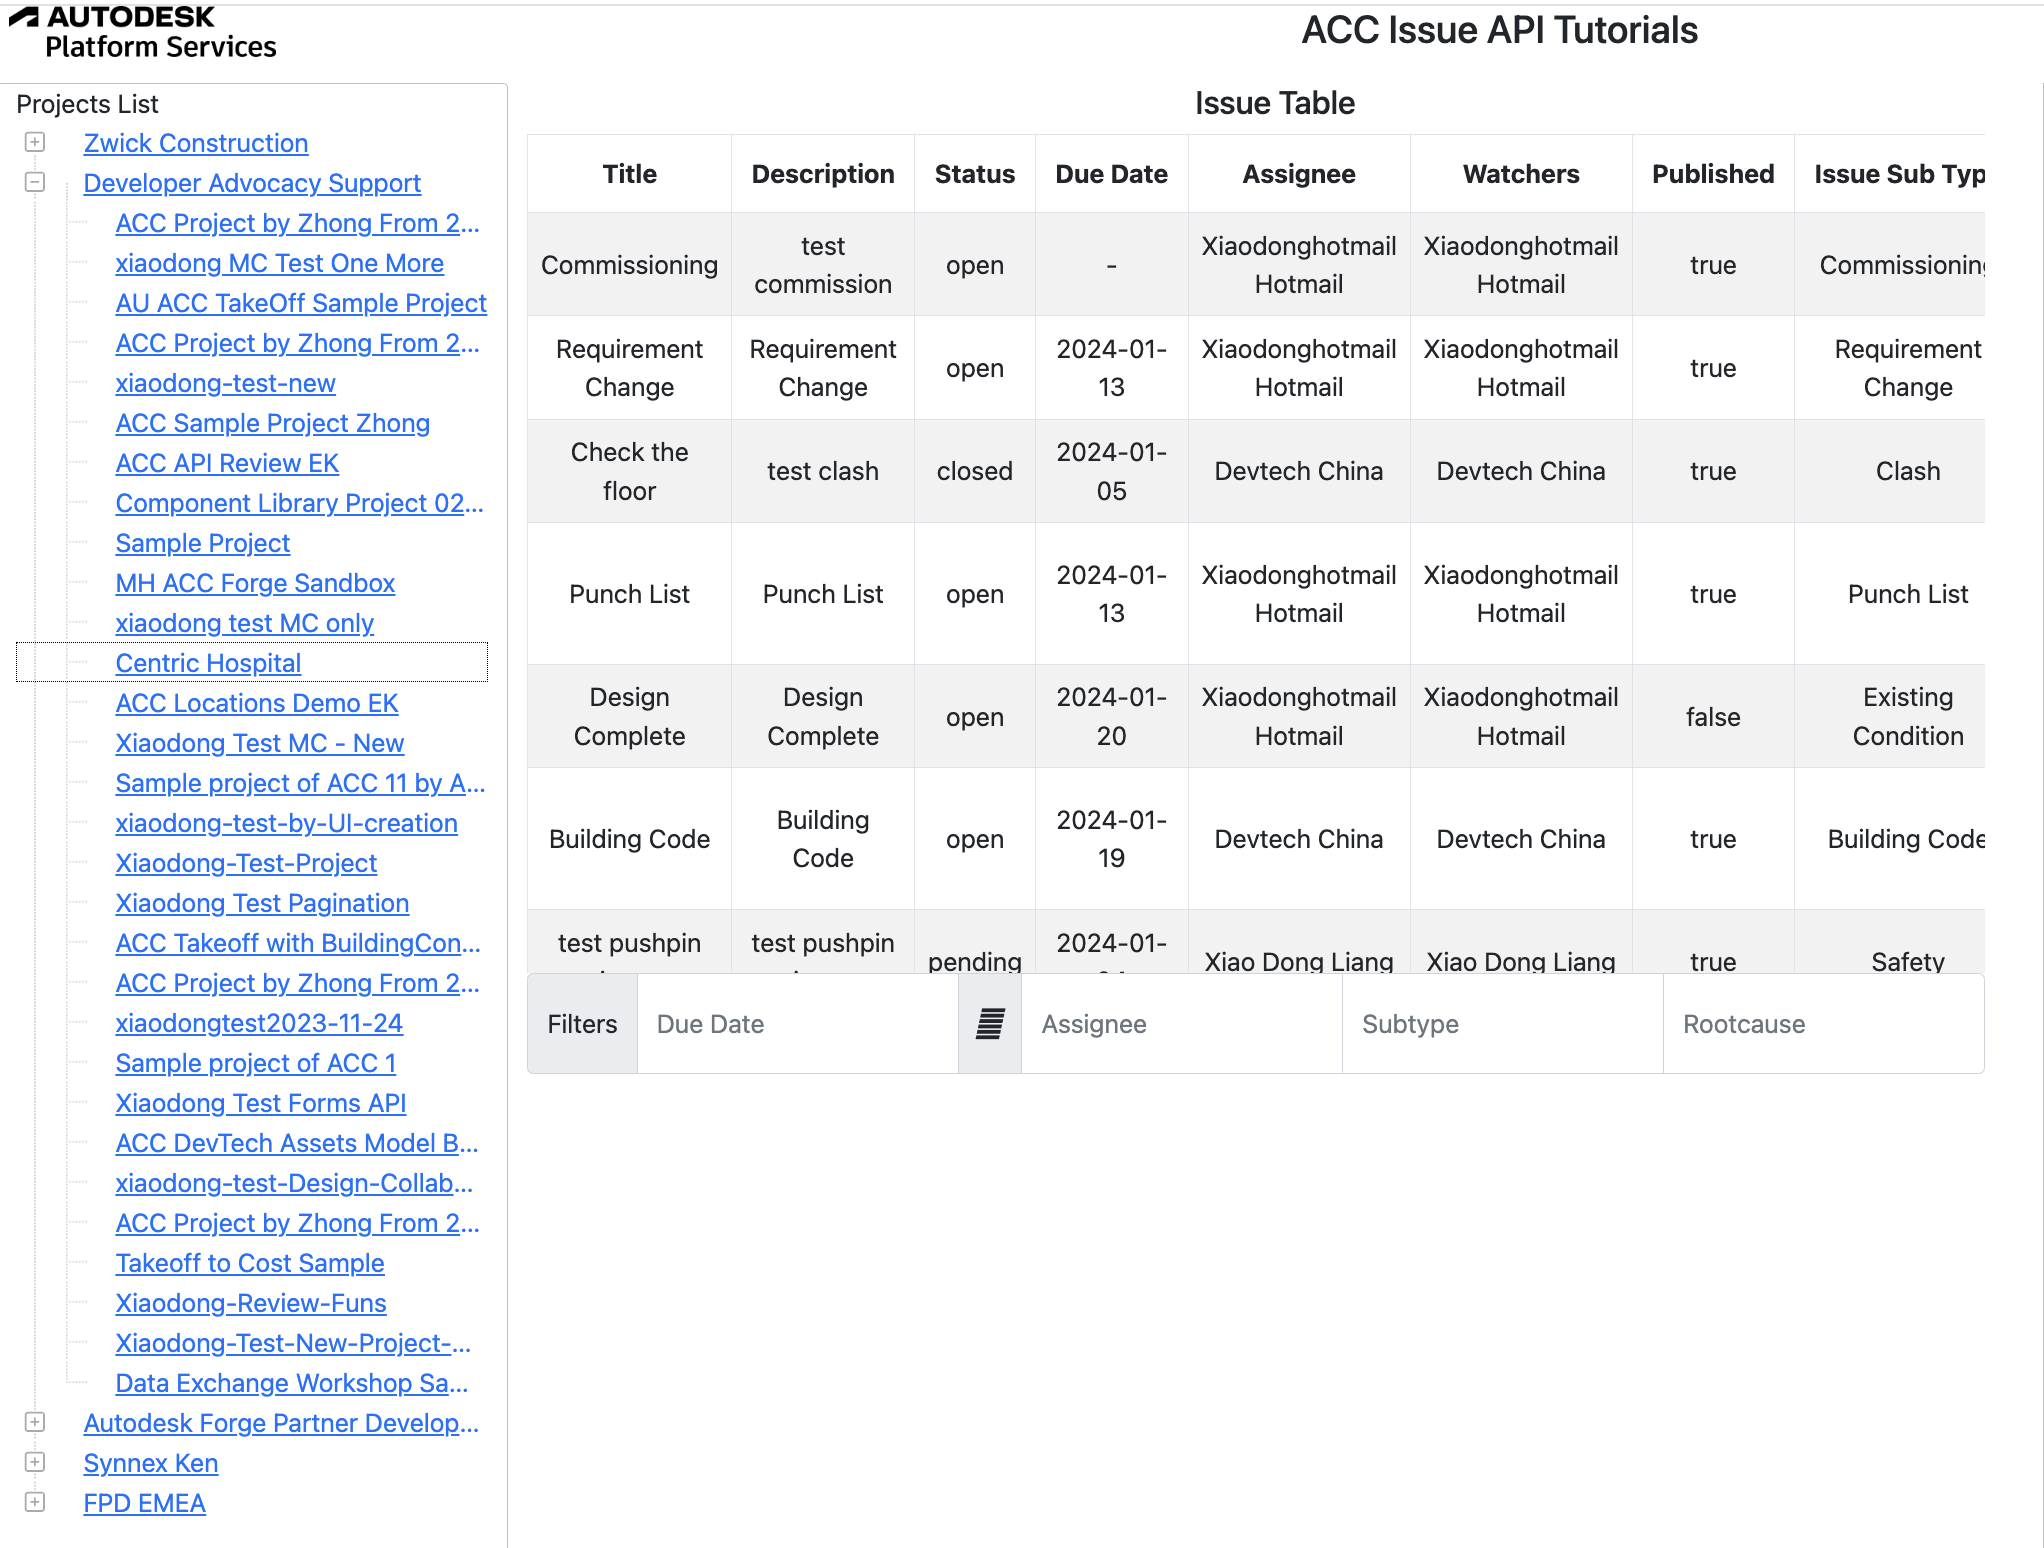 AUTODESK
Platform Services
ACC Issue API Tutorials
Projects List
Zwick Construction
Developer Advocacy Support
ACC Project by Zhong From 2...
xiaodong MC Test One More
AU ACC TakeOff Sample Project
ACC Project by Zhong From 2...
xiaodong-test-new
ACC Sample Project Zhong
ACC API Review EK
Component Library Project 02...
Sample Project
MH ACC Forge Sandbox
xiaodong test MC only
Centric Hospital
ACC Locations Demo EK
Xiaodong Test MC - New
Sample project of ACC 11 by A...
xiaodong-test-by-UI-creation
Xiaodong-Test-Project
Xiaodong Test Pagination
ACC Takeoff with BuildingCon...
ACC Project by Zhong From 2...
xiaodongtest2023-11-24
Sample project of ACC 1
Xiaodong Test Forms API
ACC DevTech Assets Model B...
xiaodong-test-Design-Collab...
ACC Project by Zhong From 2...
Takeoff to Cost Sample
Xiaodong-Review-Funs
Xiaodong-Test-New-Project-...
Data Exchange Workshop Sa...
Autodesk Forge Partner Develop...
Synnex Ken
FPD EMEA
Issue Table
Title Description Status Due Date Assignee Watchers Published Issue Sub Typ
Commissioning test commission open - Xiaodonghotmail Hotmail Xiaodonghotmail Hotmail true Commissioning
Requirement Change Requirement Change open 2024-01-13 Xiaodonghotmail Hotmail Xiaodonghotmail Hotmail true Requirement Change
Check the floor test clash closed 2024-01-05 Devtech China Devtech China true Clash
Punch List Punch List open 2024-01-13 Xiaodonghotmail Hotmail Xiaodonghotmail Hotmail true Punch List
Design Complete Design Complete open 2024-01-20 Xiaodonghotmail Hotmail Xiaodonghotmail Hotmail false Existing Condition
Building Code Building Code open 2024-01-19 Devtech China Devtech China true Building Code
test pushpin test pushpin pending 2024-01- Xiao Dong Liang Xiao Dong Liang true Safety
Filters Due Date Assignee Subtype Rootcause